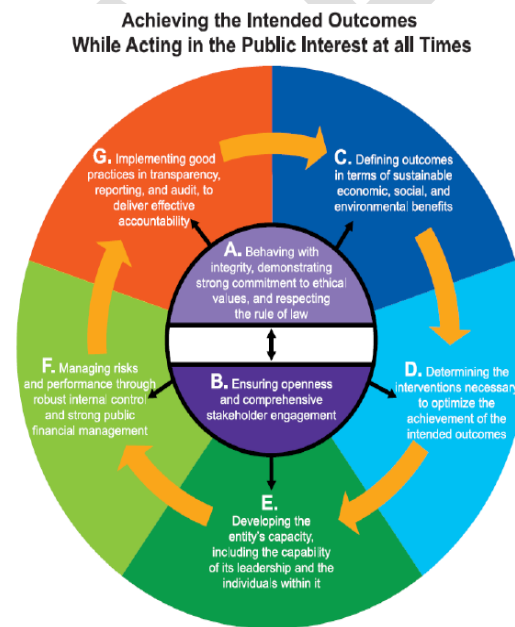 Achieving the Intended Outcomes
While Acting in the Public Interest at all Times
G. Implementing good
practices in transparency,
reporting, and audit, to
deliver effective
accountability
C. Defining outcomes
in terms of sustainable
economic, social, and
environmental benefits
A. Behaving with
integrity, demonstrating
strong commitment to ethical
values, and respecting
the rule of law
B. Ensuring openness
and comprehensive
stakeholder engagement
F. Managing risks
and performance through
robust internal control
and strong public
financial management
D. Determining the
interventions necessary
to optimize the
achievement of the
intended outcomes
E.
Developing the
entity's capacity,
including the capability
of its leadership and the
individuals within it